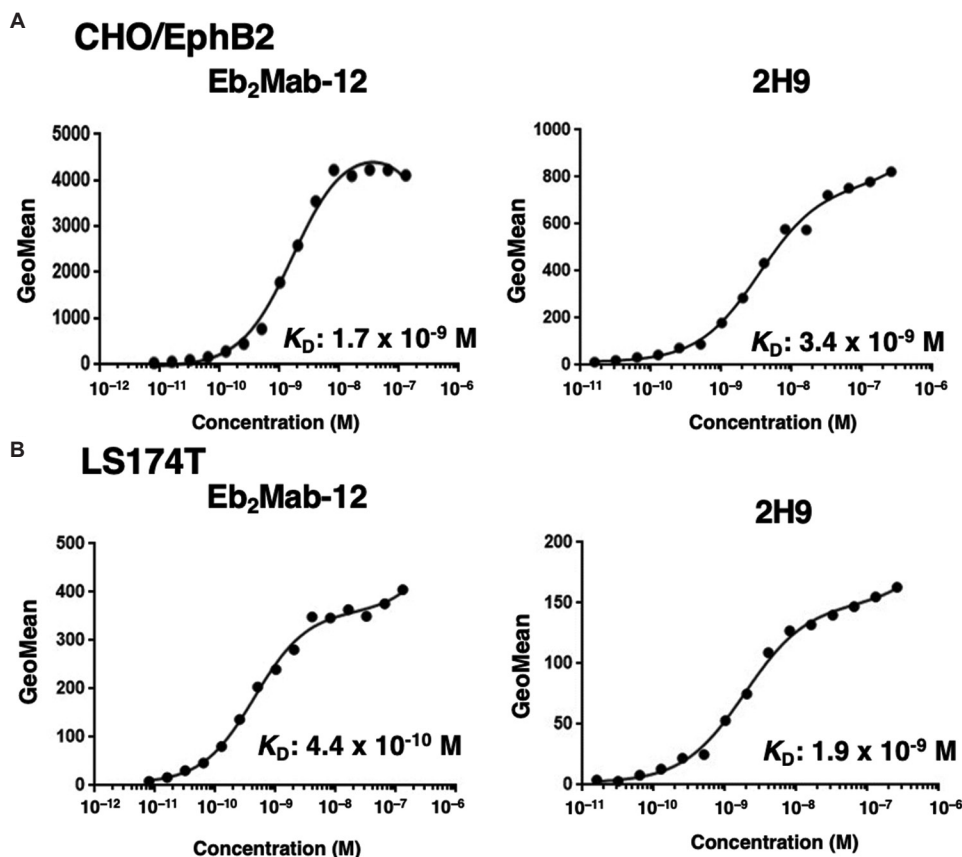 A
CHO/EphB2
Eb₂Mab-12
GeoMean
5000
4000
3000
2000
1000
0
K_D: 1.7 x 10⁻⁹ M
10⁻¹² 10⁻¹¹ 10⁻¹⁰ 10⁻⁹ 10⁻⁸ 10⁻⁷ 10⁻⁶
Concentration (M)
2H9
GeoMean
1000
800
600
400
200
0
K_D: 3.4 x 10⁻⁹ M
10⁻¹¹ 10⁻¹⁰ 10⁻⁹ 10⁻⁸ 10⁻⁷ 10⁻⁶
Concentration (M)
B
LS174T
Eb₂Mab-12
GeoMean
500
400
300
200
100
0
K_D: 4.4 x 10⁻¹⁰ M
10⁻¹² 10⁻¹¹ 10⁻¹⁰ 10⁻⁹ 10⁻⁸ 10⁻⁷ 10⁻⁶
Concentration (M)
2H9
GeoMean
200
150
100
50
0
K_D: 1.9 x 10⁻⁹ M
10⁻¹¹ 10⁻¹⁰ 10⁻⁹ 10⁻⁸ 10⁻⁷ 10⁻⁶
Concentration (M)